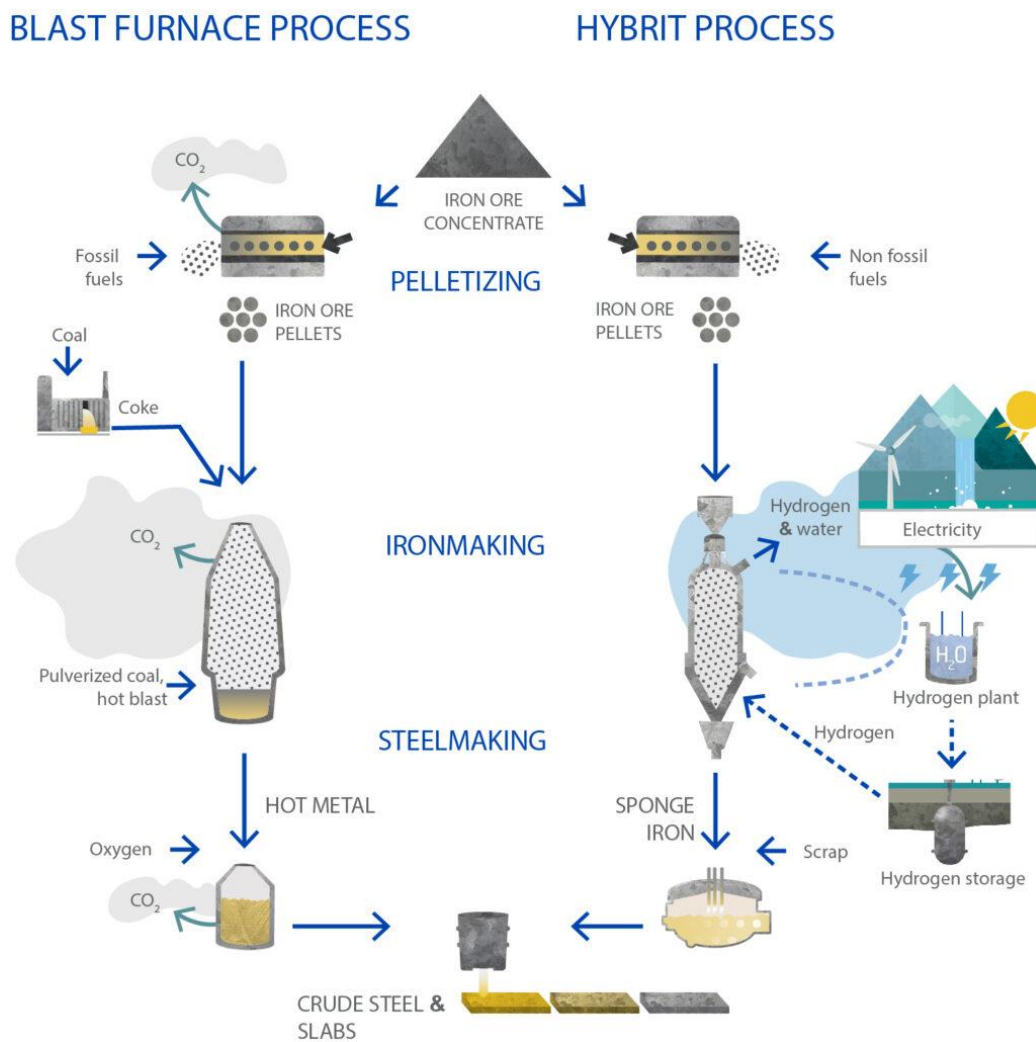 BLAST FURNACE PROCESS
HYBRIT PROCESS
CO₂
IRON ORE
CONCENTRATE
Fossil
fuels
Non fossil
fuels
PELLETIZING
IRON ORE
PELLETS
IRON ORE
PELLETS
Coal
Coke
CO₂
IRONMAKING
Hydrogen
& water
Electricity
H₂O
Hydrogen plant
Pulverized coal,
hot blast
STEELMAKING
Hydrogen
HOT METAL
SPONGE
IRON
Oxygen
Scrap
Hydrogen storage
CO₂
CRUDE STEEL &
SLABS